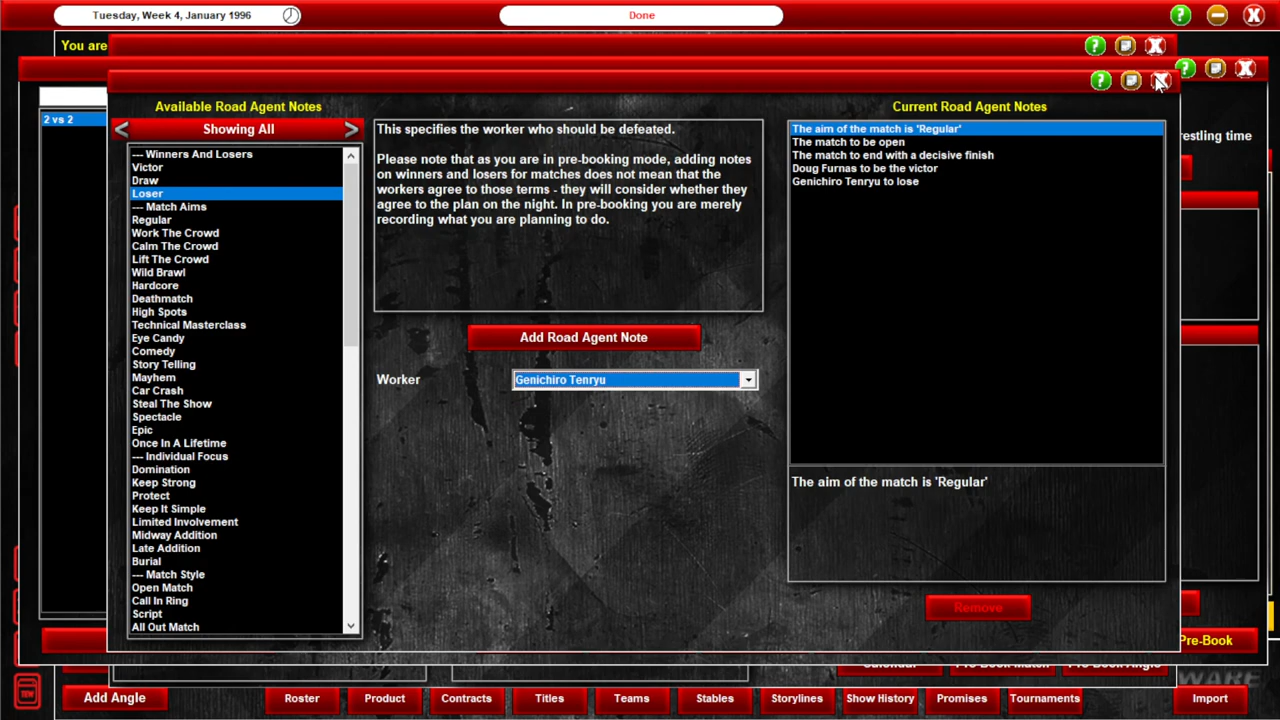 Tuesday, Week 4, January 1996
Done
You are
Available Road Agent Notes
Showing All
--- Winners And Losers
Victor
Draw
Loser
--- Match Aims
Regular
Work The Crowd
Calm The Crowd
Lift The Crowd
Wild Brawl
Hardcore
Deathmatch
High Spots
Technical Masterclass
Eye Candy
Comedy
Story Telling
Mayhem
Car Crash
Steal The Show
Spectacle
Epic
Once In A Lifetime
--- Individual Focus
Domination
Keep Strong
Protect
Keep It Simple
Limited Involvement
Midway Addition
Late Addition
Burial
--- Match Style
Open Match
Call In Ring
Script
All Out Match
2 vs 2
This specifies the worker who should be defeated.
Please note that as you are in pre-booking mode, adding notes
on winners and losers for matches does not mean that the
workers agree to those terms - they will consider whether they
agree to the plan on the night. In pre-booking you are merely
recording what you are planning to do.
Add Road Agent Note
Worker
Genichiro Tenryu
Current Road Agent Notes
The aim of the match is 'Regular'
The match to be open
The match to end with a decisive finish
Doug Furnas to be the victor
Genichiro Tenryu to lose
The aim of the match is 'Regular'
Remove
restling time
Pre-Book
Calendar
Pre-Book Match
Pre-Book Angle
Add Angle
Roster
Product
Contracts
Titles
Teams
Stables
Storylines
Show History
Promises
Tournaments
Import